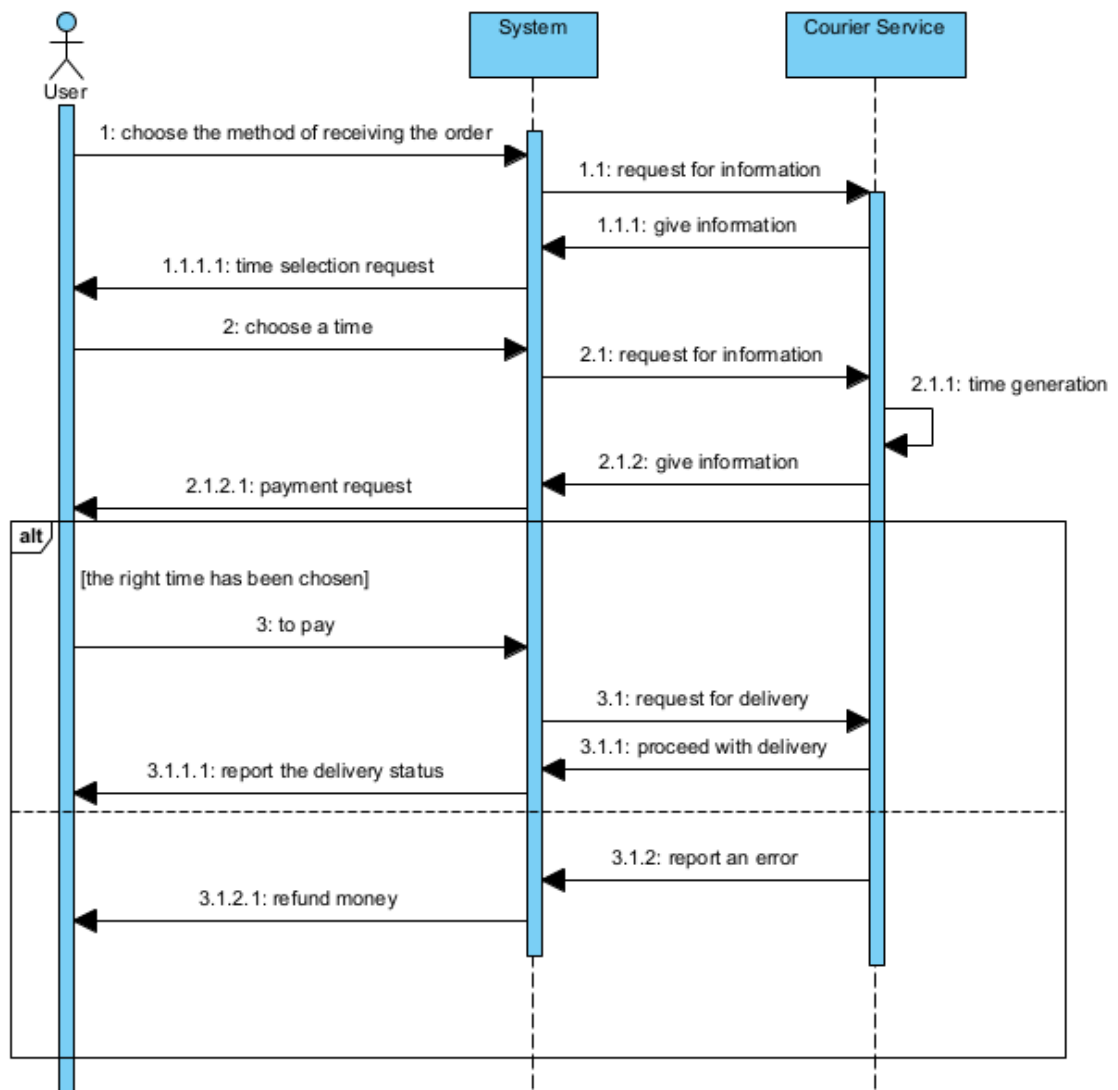 System
Courier Service
User
1: choose the method of receiving the order
1.1: request for information
1.1.1: give information
1.1.1.1: time selection request
2: choose a time
2.1: request for information
2.1.1: time generation
2.1.2: give information
2.1.2.1: payment request
alt
[the right time has been chosen]
3: to pay
3.1: request for delivery
3.1.1: proceed with delivery
3.1.1.1: report the delivery status
3.1.2: report an error
3.1.2.1: refund money